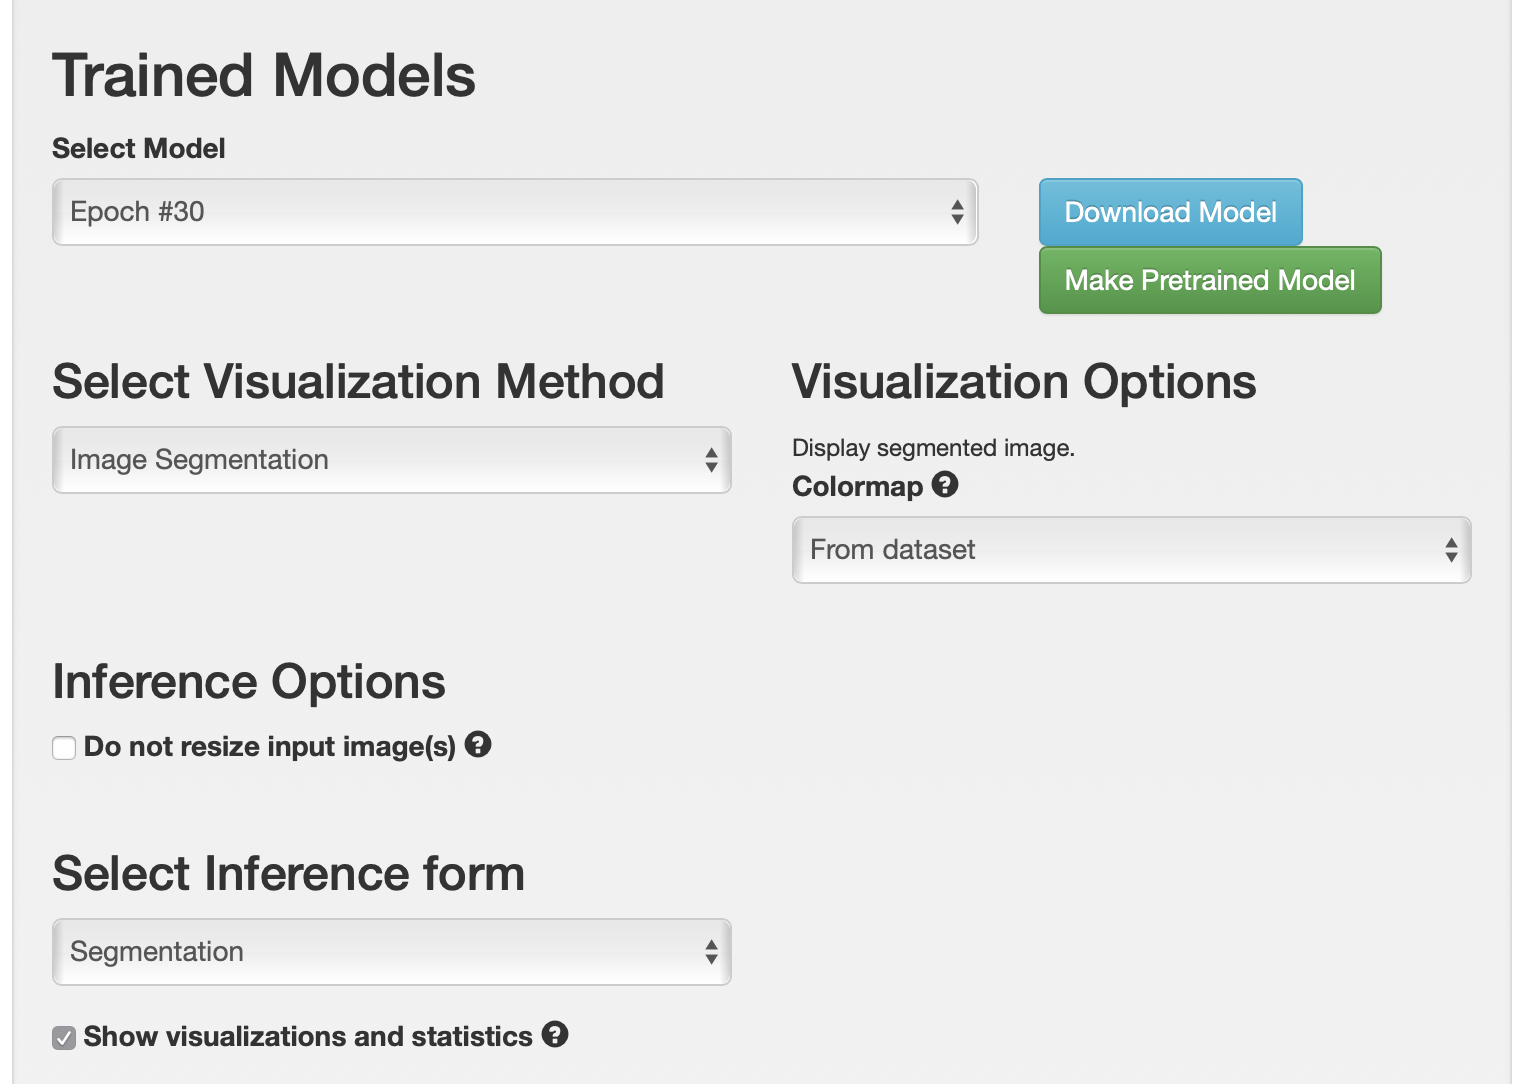 Trained Models
Select Model
Epoch #30
Download Model
Make Pretrained Model
Select Visualization Method
Image Segmentation
Visualization Options
Display segmented image.
Colormap
From dataset
Inference Options
Do not resize input image(s)
Select Inference form
Segmentation
Show visualizations and statistics